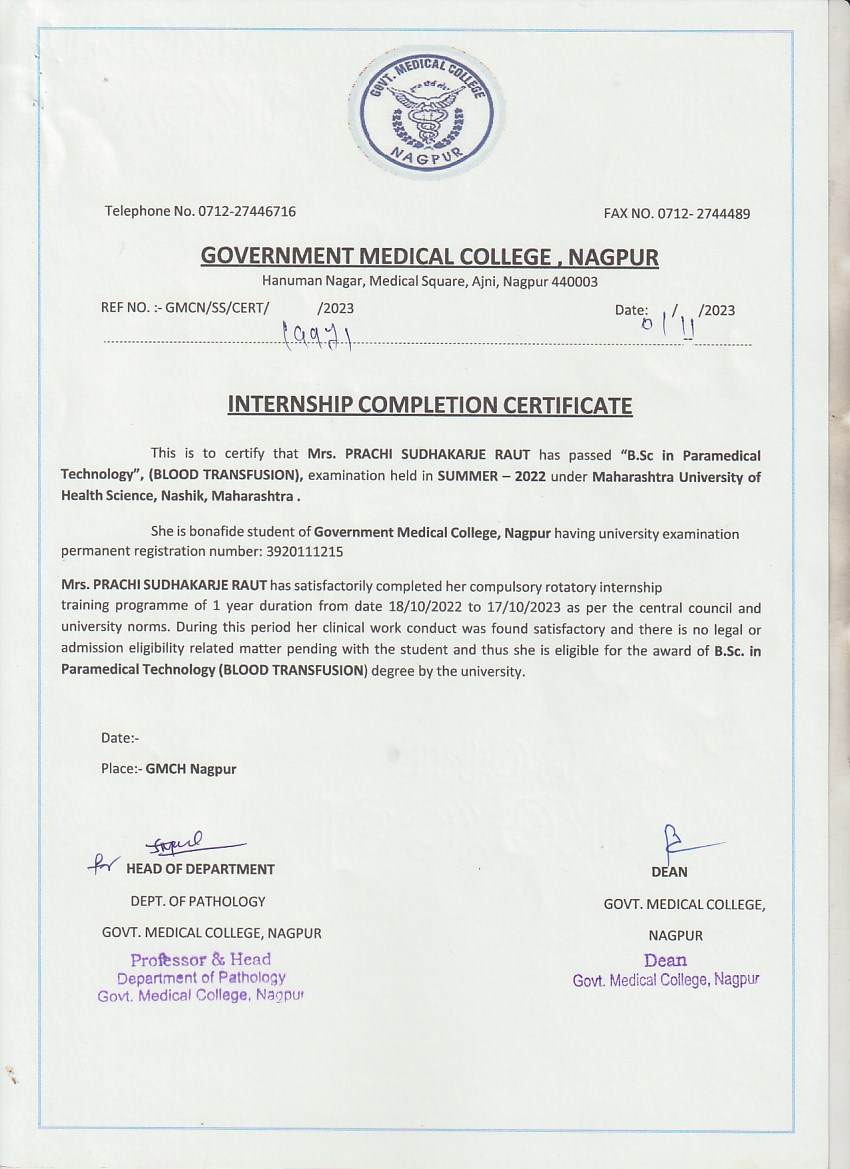 GOVT. MEDICAL COLLEGE
NAGPUR
Telephone No. 0712-27446716 FAX NO. 0712- 2744489
GOVERNMENT MEDICAL COLLEGE , NAGPUR
Hanuman Nagar, Medical Square, Ajni, Nagpur 440003
REF NO. :- GMCN/SS/CERT/ /2023 Date: 01/11/2023
INTERNSHIP COMPLETION CERTIFICATE
This is to certify that Mrs. PRACHI SUDHAKARJE RAUT has passed “B.Sc in Paramedical
Technology”, (BLOOD TRANSFUSION), examination held in SUMMER – 2022 under Maharashtra University of
Health Science, Nashik, Maharashtra .
She is bonafide student of Government Medical College, Nagpur having university examination
permanent registration number: 3920111215
Mrs. PRACHI SUDHAKARJE RAUT has satisfactorily completed her compulsory rotatory internship
training programme of 1 year duration from date 18/10/2022 to 17/10/2023 as per the central council and
university norms. During this period her clinical work conduct was found satisfactory and there is no legal or
admission eligibility related matter pending with the student and thus she is eligible for the award of B.Sc. in
Paramedical Technology (BLOOD TRANSFUSION) degree by the university.
Date:-
Place:- GMCH Nagpur
for HEAD OF DEPARTMENT
DEPT. OF PATHOLOGY
GOVT. MEDICAL COLLEGE, NAGPUR
Professor & Head
Department of Pathology
Govt. Medical College, Nagpur
DEAN
GOVT. MEDICAL COLLEGE,
NAGPUR
Dean
Govt. Medical College, Nagpur